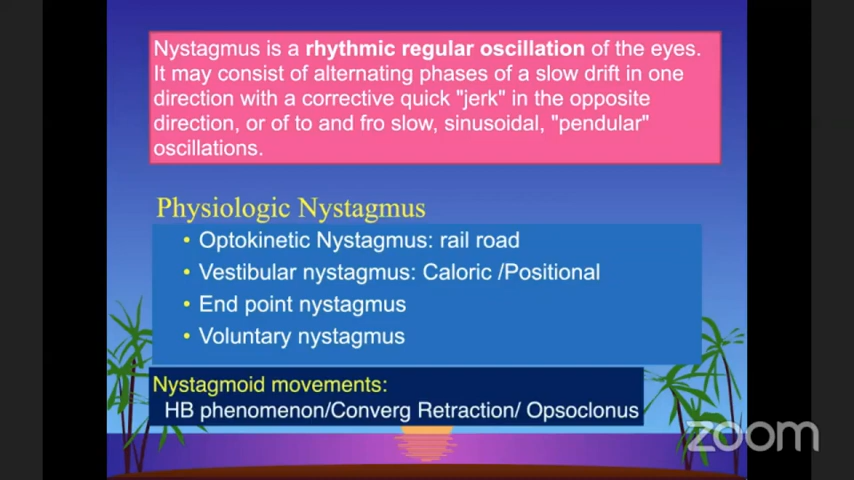 Nystagmus is a rhythmic regular oscillation of the eyes.
It may consist of alternating phases of a slow drift in one
direction with a corrective quick "jerk" in the opposite
direction, or of to and fro slow, sinusoidal, "pendular"
oscillations.
Physiologic Nystagmus
• Optokinetic Nystagmus: rail road
• Vestibular nystagmus: Caloric /Positional
• End point nystagmus
• Voluntary nystagmus
Nystagmoid movements:
HB phenomenon/Converg Retraction/ Opsoclonus
zoom